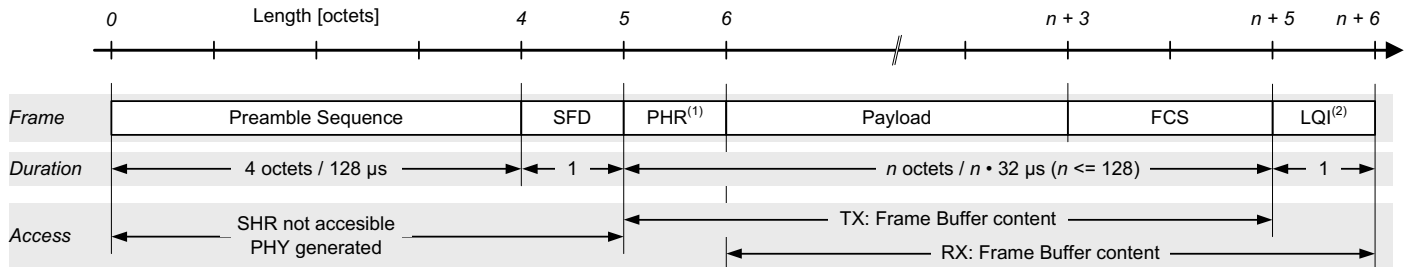 0 Length [octets] 4 5 6 n + 3 n + 5 n + 6
Frame Preamble Sequence SFD PHR(1) Payload FCS LQI(2)
Duration 4 octets / 128 µs 1 n octets / n • 32 µs (n <= 128) 1
Access SHR not accesible TX: Frame Buffer content
PHY generated RX: Frame Buffer content